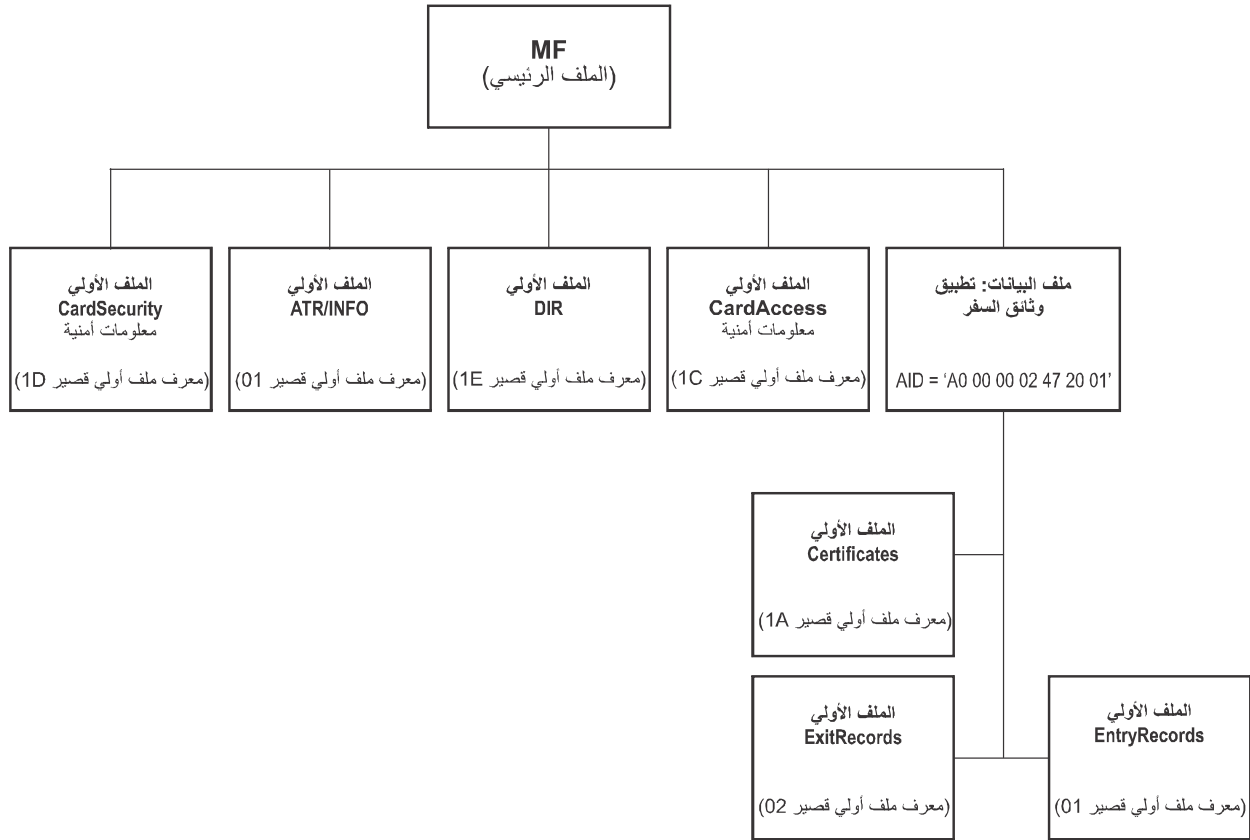 MF
(الملف الرئيسي)
الملف الأولي
CardSecurity
معلومات أمنية
(معرف ملف أولي قصير 1D)
الملف الأولي
ATR/INFO
(معرف ملف أولي قصير 01)
الملف الأولي
DIR
(معرف ملف أولي قصير 1E)
الملف الأولي
CardAccess
معلومات أمنية
(معرف ملف أولي قصير 1C)
ملف البيانات: تطبيق
وثائق السفر
AID = ‘A0 00 00 02 47 20 01’
الملف الأولي
Certificates
(معرف ملف أولي قصير 1A)
الملف الأولي
ExitRecords
(معرف ملف أولي قصير 02)
الملف الأولي
EntryRecords
(معرف ملف أولي قصير 01)